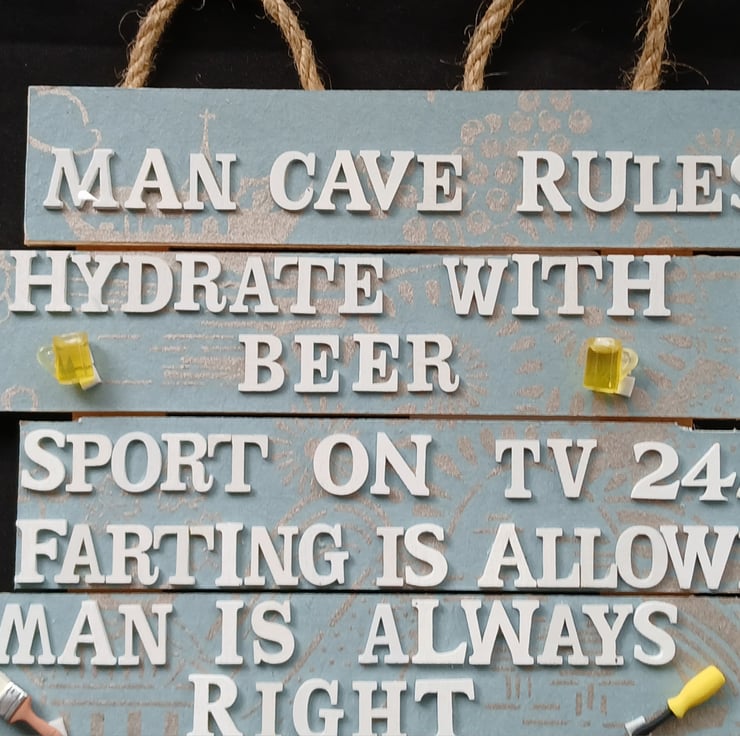 MAN CAVE RULES
HYDRATE WITH
BEER
SPORT ON TV 24
FARTING IS ALLOW
MAN IS ALWAYS
RIGHT